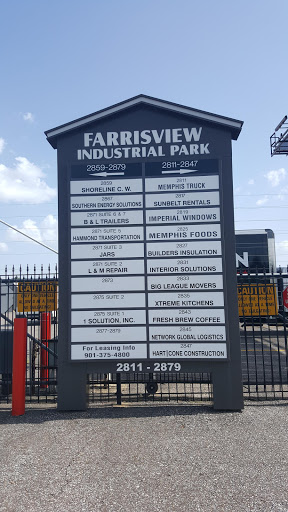 FARRISVIEW
INDUSTRIAL PARK
2859-2879
2859
SHORELINE C. W.
2867
SOUTHERN ENERGY SOLUTIONS
2871 SUITE 6 & 7
B & L TRAILERS
2871 SUITE 5
HAMMOND TRANSPORTATION
2871 SUITE 3
JARS
2871 SUITE 2
L & M REPAIR
2873
2875 SUITE 2
2875 SUITE 1
1 SOLUTION, INC.
2877-2879
For Leasing Info
901-375-4800
2811-2847
2811
MEMPHIS TRUCK
2817
SUNBELT RENTALS
2819
IMPERIAL WINDOWS
2825
MEMPHIS FOODS
2827
BUILDERS INSULATION
2831
INTERIOR SOLUTIONS
2833
BIG LEAGUE MOVERS
2835
XTREME KITCHENS
2843
FRESH BREW COFFEE
2845
NETWORK GLOBAL LOGISTICS
2847
HART CONE CONSTRUCTION
2811 - 2879
CAUTION
CAUTION
N